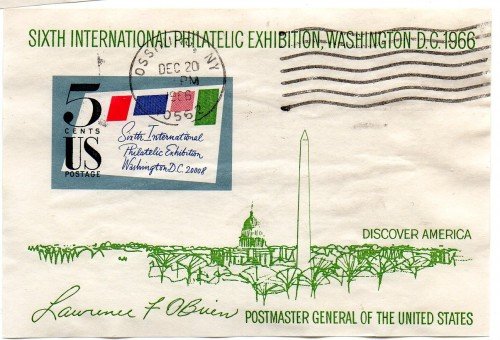 SIXTH INTERNATIONAL PHILATELIC EXHIBITION, WASHINGTON D.C. 1966
NY
DEC 20
PM
5
CENTS
US
POSTAGE
Sixth International
Philatelic Exhibition
Washington D.C. 20008
DISCOVER AMERICA
Lawrence F O'Brien
POSTMASTER GENERAL OF THE UNITED STATES